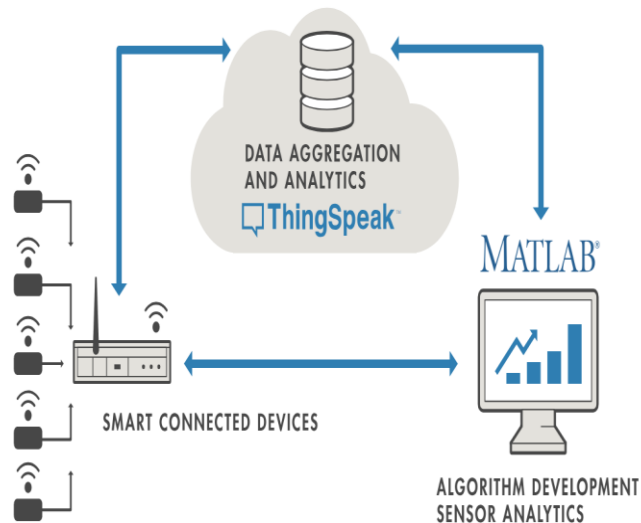 DATA AGGREGATION
AND ANALYTICS
ThingSpeak™
MATLAB®
SMART CONNECTED DEVICES
ALGORITHM DEVELOPMENT
SENSOR ANALYTICS